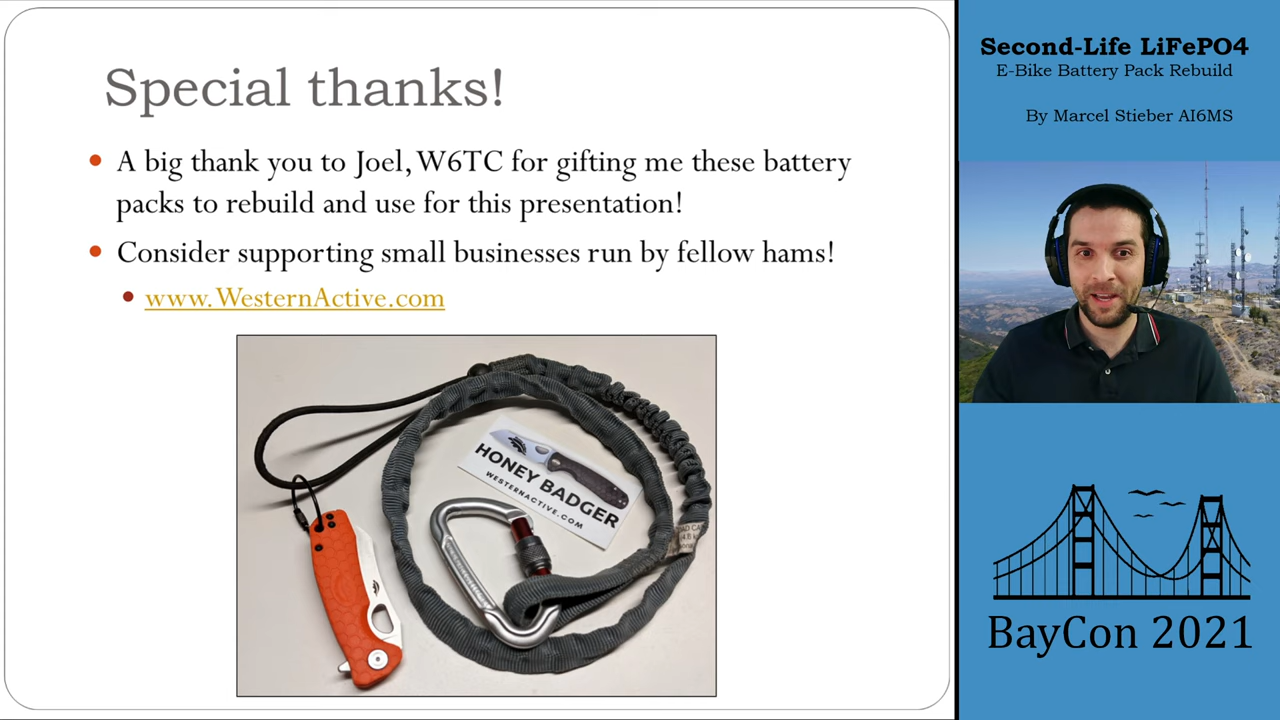 Special thanks!
A big thank you to Joel, W6TC for gifting me these battery
packs to rebuild and use for this presentation!
Consider supporting small businesses run by fellow hams!
www.WesternActive.com
HONEY BADGER
WESTERNACTIVE.COM
Second-Life LiFePO4
E-Bike Battery Pack Rebuild
By Marcel Stieber AI6MS
BayCon 2021